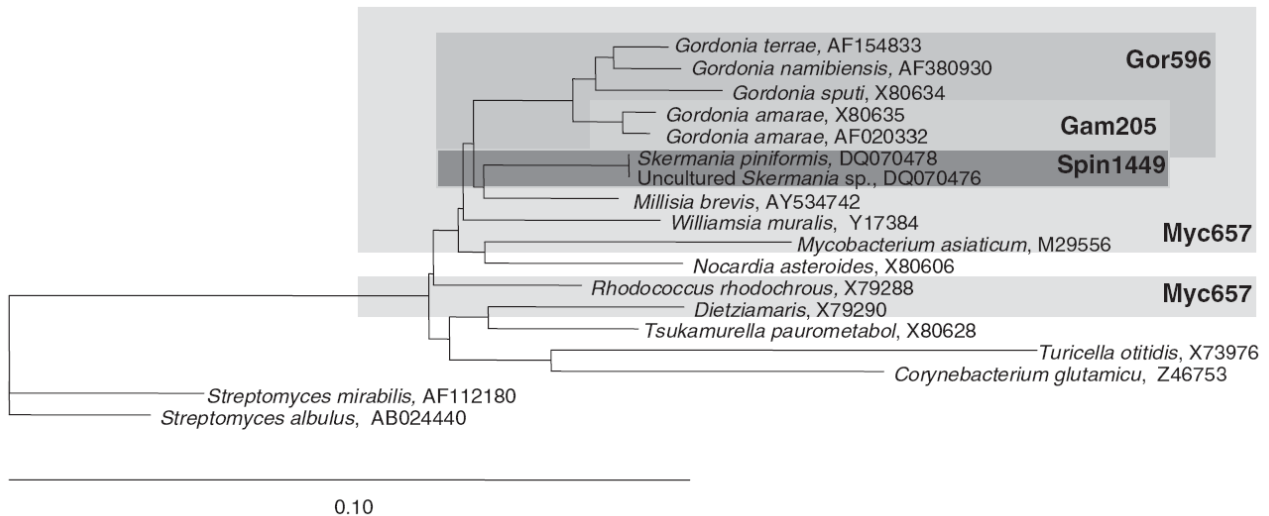 Gordonia terrae, AF154833
Gor596
Gordonia namibiensis, AF380930
Gordonia sputi, X80634
Gordonia amarae, X80635
Gam205
Gordonia amarae, AF020332
Skermania piniformis, DQ070478
Spin1449
Uncultured Skermania sp., DQ070476
Millisia brevis, AY534742
Williamsia muralis, Y17384
Myc657
Mycobacterium asiaticum, M29556
Nocardia asteroides, X80606
Rhodococcus rhodochrous, X79288
Myc657
Dietziamaris, X79290
Tsukamurella paurometabol, X80628
Turicella otitidis, X73976
Corynebacterium glutamicu, Z46753
Streptomyces mirabilis, AF112180
Streptomyces albulus, AB024440
0.10